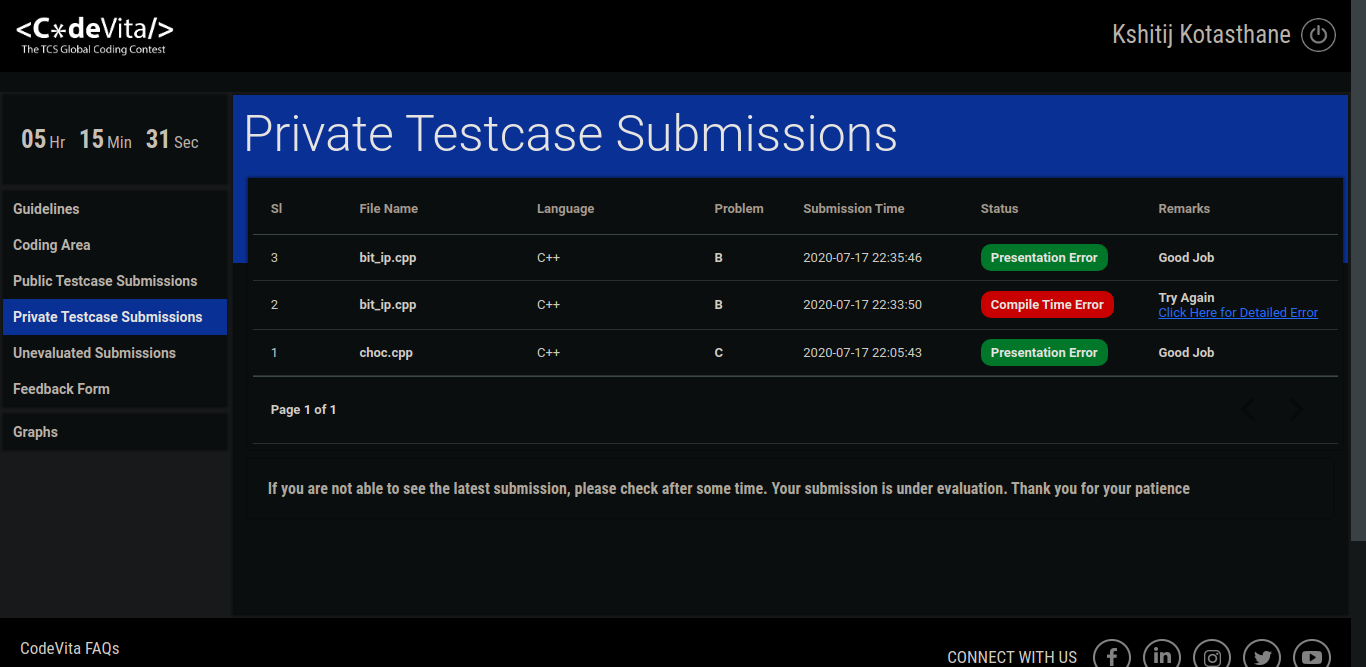 <C*deVita/>
The TCS Global Coding Contest
Kshitij Kotasthane
05 Hr 15 Min 31 Sec
Guidelines
Coding Area
Public Testcase Submissions
Private Testcase Submissions
Unevaluated Submissions
Feedback Form
Graphs
Private Testcase Submissions
Sl File Name Language Problem Submission Time Status Remarks
3 bit_ip.cpp C++ B 2020-07-17 22:35:46 Presentation Error Good Job
2 bit_ip.cpp C++ B 2020-07-17 22:33:50 Compile Time Error Try Again
Click Here for Detailed Error
1 choc.cpp C++ C 2020-07-17 22:05:43 Presentation Error Good Job
Page 1 of 1
If you are not able to see the latest submission, please check after some time. Your submission is under evaluation. Thank you for your patience
CodeVita FAQs
CONNECT WITH US